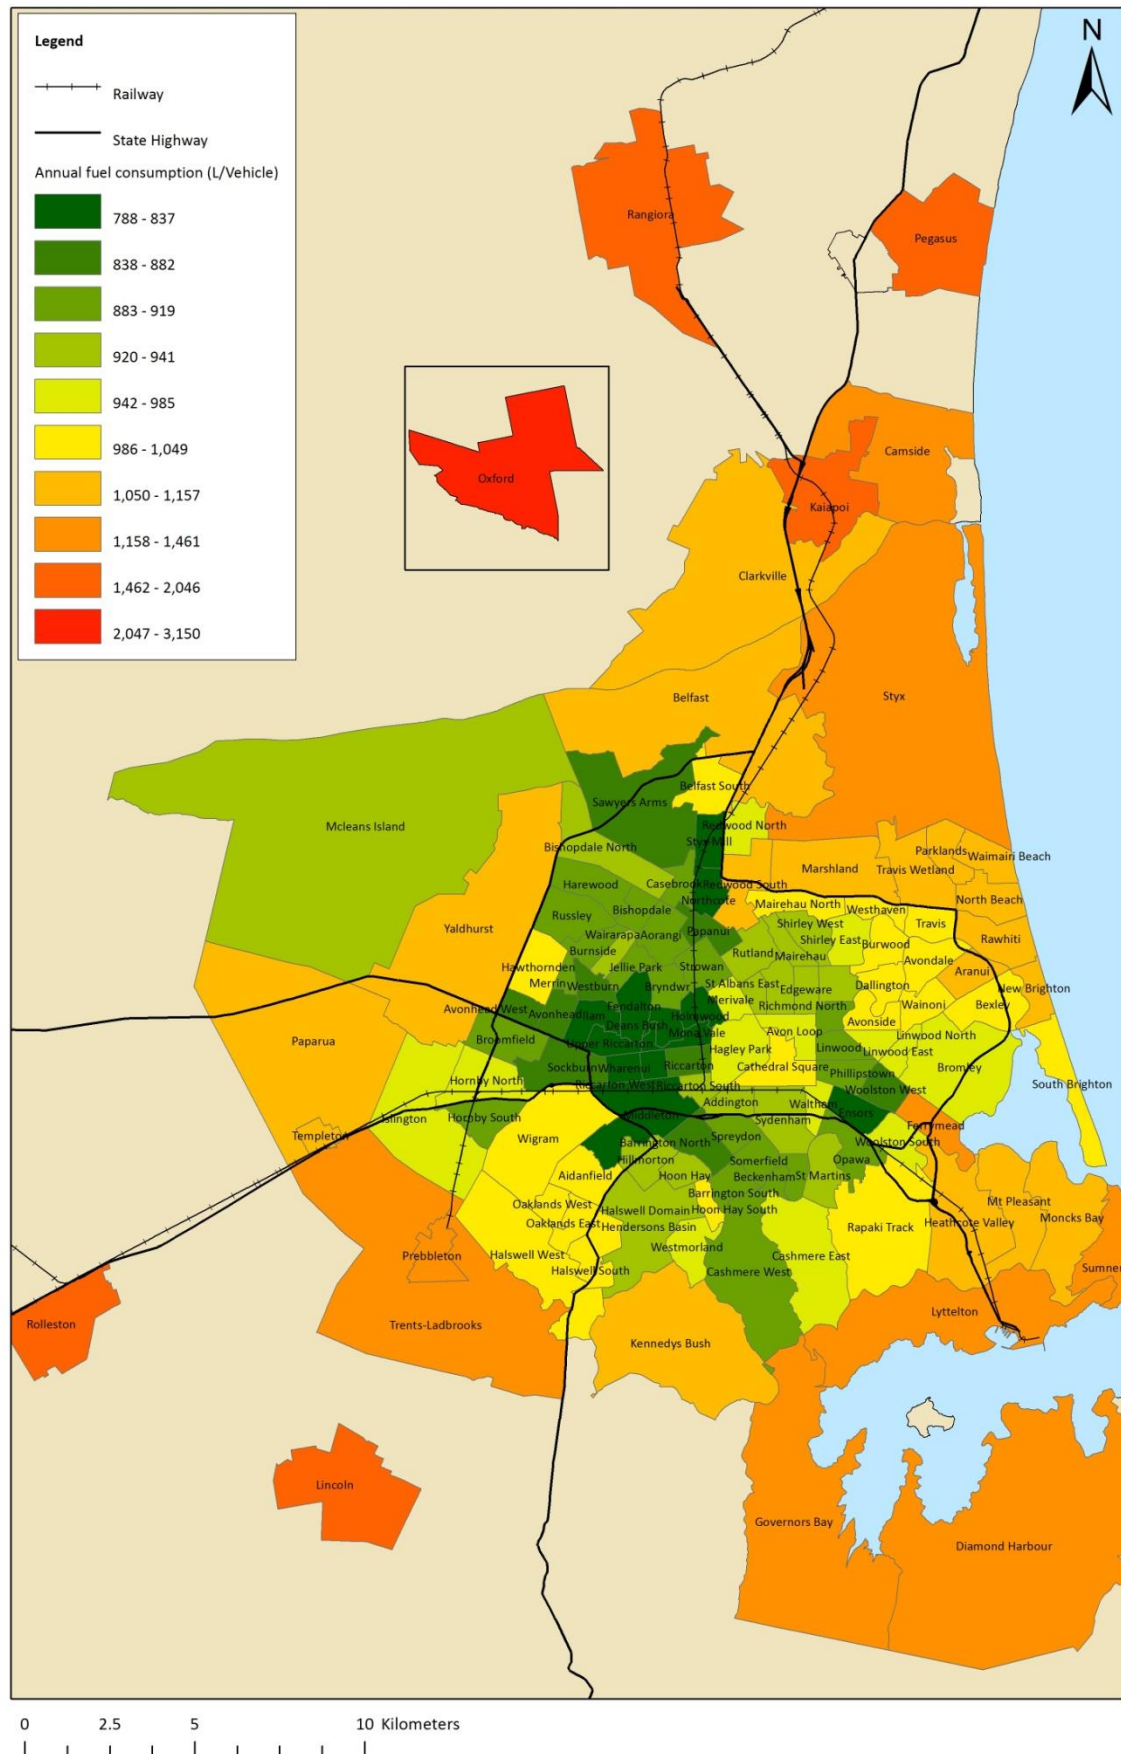 Legend
Railway
State Highway
Annual fuel consumption (L/Vehicle)
788 - 837
838 - 882
883 - 919
920 - 941
942 - 985
986 - 1,049
1,050 - 1,157
1,158 - 1,461
1,462 - 2,046
2,047 - 3,150
N
Rangiora
Pegasus
Oxford
Camside
Kaiapoi
Clarkville
Belfast
Styx
Belfast South
Sawyers Arms
Mcleans Island
Redwood North
Styx Mill
Bishopdale North
Parklands
Waimairi Beach
Marshland
Travis Wetland
Harewood
Casebrook
Redwood South
Northcote
North Beach
Mairehau North
Westhaven
Russley
Bishopdale
Shirley West
Travis
Yaldhurst
Wairarapa
Aorangi
Papanui
Shirley East
Burwood
Rawhiti
Burnside
Rutland
Mairehau
Avondale
Hawthornden
Jellie Park
Strowan
Aranui
Merrin
Westburn
Bryndwr
St Albans East
Edgeware
Dallington
New Brighton
Avonhead West
Avonhead
Ilam
Fendalton
Holmwood
Merivale
Richmond North
Wainoni
Bexley
Deans Bush
Mona Vale
Avon Loop
Avonside
Paparua
Broomfield
Upper Riccarton
Hagley Park
Linwood
Linwood North
Linwood East
Sockburn
Wharenui
Riccarton
Cathedral Square
Phillipstown
Bromley
Hornby North
Riccarton West
Riccarton South
Woolston West
South Brighton
Islington
Hornby South
Middleton
Addington
Waltham
Ensors
Sydenham
Ferrymead
Templeton
Wigram
Barrington North
Spreydon
Woolston South
Hillmorton
Somerfield
Opawa
Aidanfield
Hoon Hay
Beckenham
St Martins
Barrington South
Oaklands West
Halswell Domain
Hoon Hay South
Mt Pleasant
Oaklands East
Hendersons Basin
Rapaki Track
Heathcote Valley
Moncks Bay
Prebbleton
Halswell West
Westmorland
Cashmere East
Halswell South
Cashmere West
Sumner
Rolleston
Trents-Ladbrooks
Lyttelton
Kennedys Bush
Lincoln
Governors Bay
Diamond Harbour
0 2.5 5 10 Kilometers